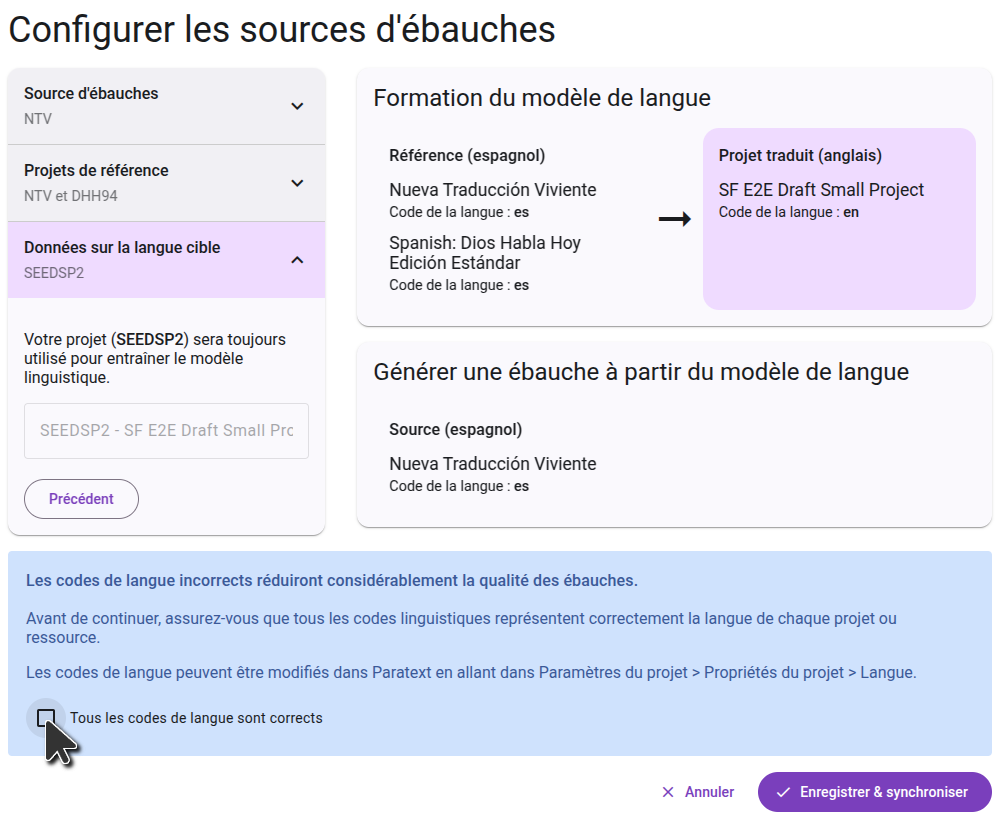 Configurer les sources d'ébauches
Source d'ébauches
NTV
Projets de référence
NTV et DHH94
Données sur la langue cible
SEEDSP2
Votre projet (SEEDSP2) sera toujours
utilisé pour entraîner le modèle
linguistique.
SEEDSP2 - SF E2E Draft Small Prc
Précédent
Formation du modèle de langue
Référence (espagnol)
Nueva Traducción Viviente
Code de la langue : es
Spanish: Dios Habla Hoy
Edición Estándar
Code de la langue : es
Projet traduit (anglais)
SF E2E Draft Small Project
Code de la langue : en
Générer une ébauche à partir du modèle de langue
Source (espagnol)
Nueva Traducción Viviente
Code de la langue : es
Les codes de langue incorrects réduiront considérablement la qualité des ébauches.
Avant de continuer, assurez-vous que tous les codes linguistiques représentent correctement la langue de chaque projet ou
ressource.
Les codes de langue peuvent être modifiés dans Paratext en allant dans Paramètres du projet > Propriétés du projet > Langue.
Tous les codes de langue sont corrects
Annuler
Enregistrer & synchroniser